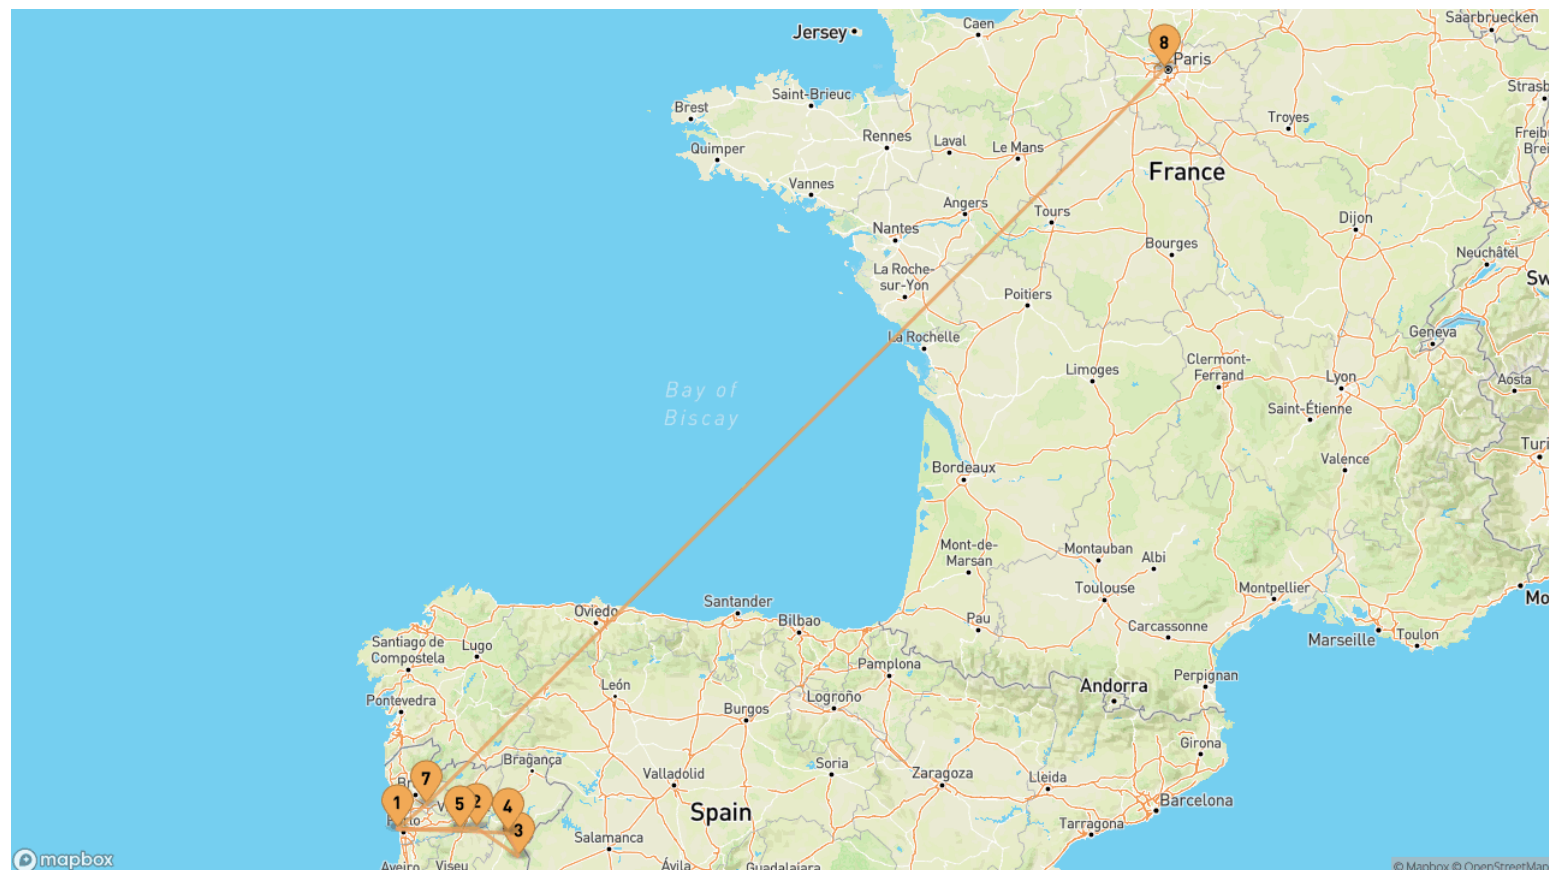 Jersey
Caen
Saarbruecken
8
Paris
Strasb
Brest
Saint-Brieuc
Troyes
Rennes
Laval
Le Mans
Freib
Brei
Quimper
France
Vannes
Angers
Tours
Dijon
Nantes
Bourges
Neuchâtel
La Roche-
sur-Yon
Poitiers
Sw
La Rochelle
Geneva
Clermont-
Ferrand
Limoges
Lyon
Aosta
Bay of
Biscay
Saint-Étienne
Turi
Valence
Bordeaux
Mont-de-
Marsan
Montauban
Albi
Toulouse
Montpellier
Mo
Oviedo
Santander
Bilbao
Pau
Carcassonne
Marseille
Toulon
Santiago de
Compostela
Lugo
Pamplona
Perpignan
León
Andorra
Pontevedra
Burgos
Logroño
Girona
Bragança
Soria
Valladolid
Zaragoza
Lleida
7
Br
1
5
2
4
3
V
Spain
Barcelona
Tarragona
Salamanca
Aveiro
Viseu
Ávila
Guadalajara
mapbox
© Mapbox © OpenStreetMap